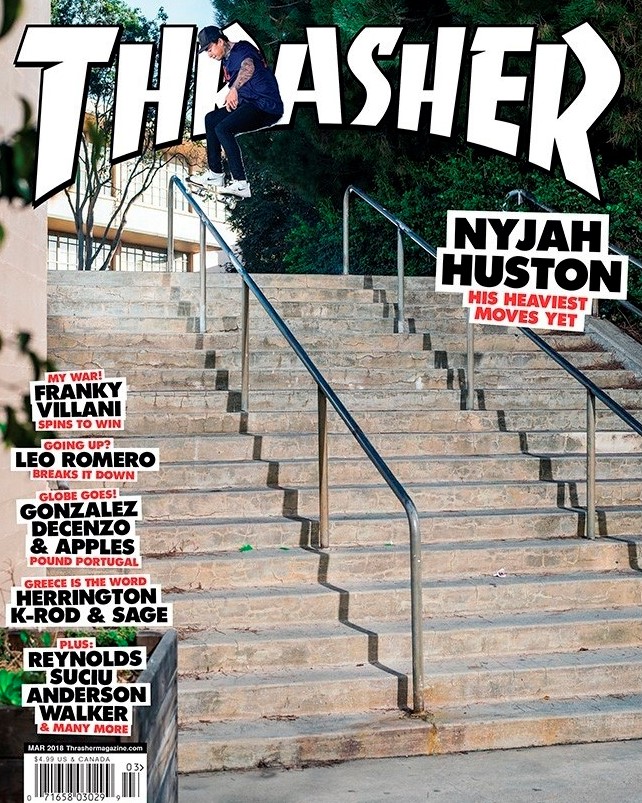 THRASHER
NYJAH
HUSTON
HIS HEAVIEST
MOVES YET
MY WAR!
FRANKY
VILLANI
SPINS TO WIN
GOING UP?
LEO ROMERO
BREAKS IT DOWN
GLOBE GOES!
GONZALEZ
DECENZO
& APPLES
POUND PORTUGAL
GREECE IS THE WORD
HERRINGTON
K-ROD & SAGE
PLUS:
REYNOLDS
SUCIU
ANDERSON
WALKER
& MANY MORE
MAR 2018 Thrashermagazine.com
$4.99 US & CANADA
03>
0 71658 03029 9